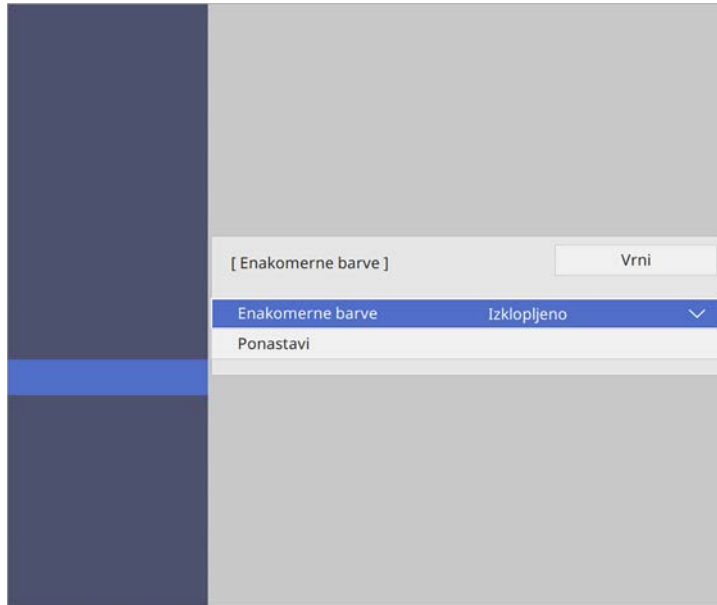 [ Enakomerne barve ]
Vrni
Enakomerne barve Izklopljeno
Ponastavi